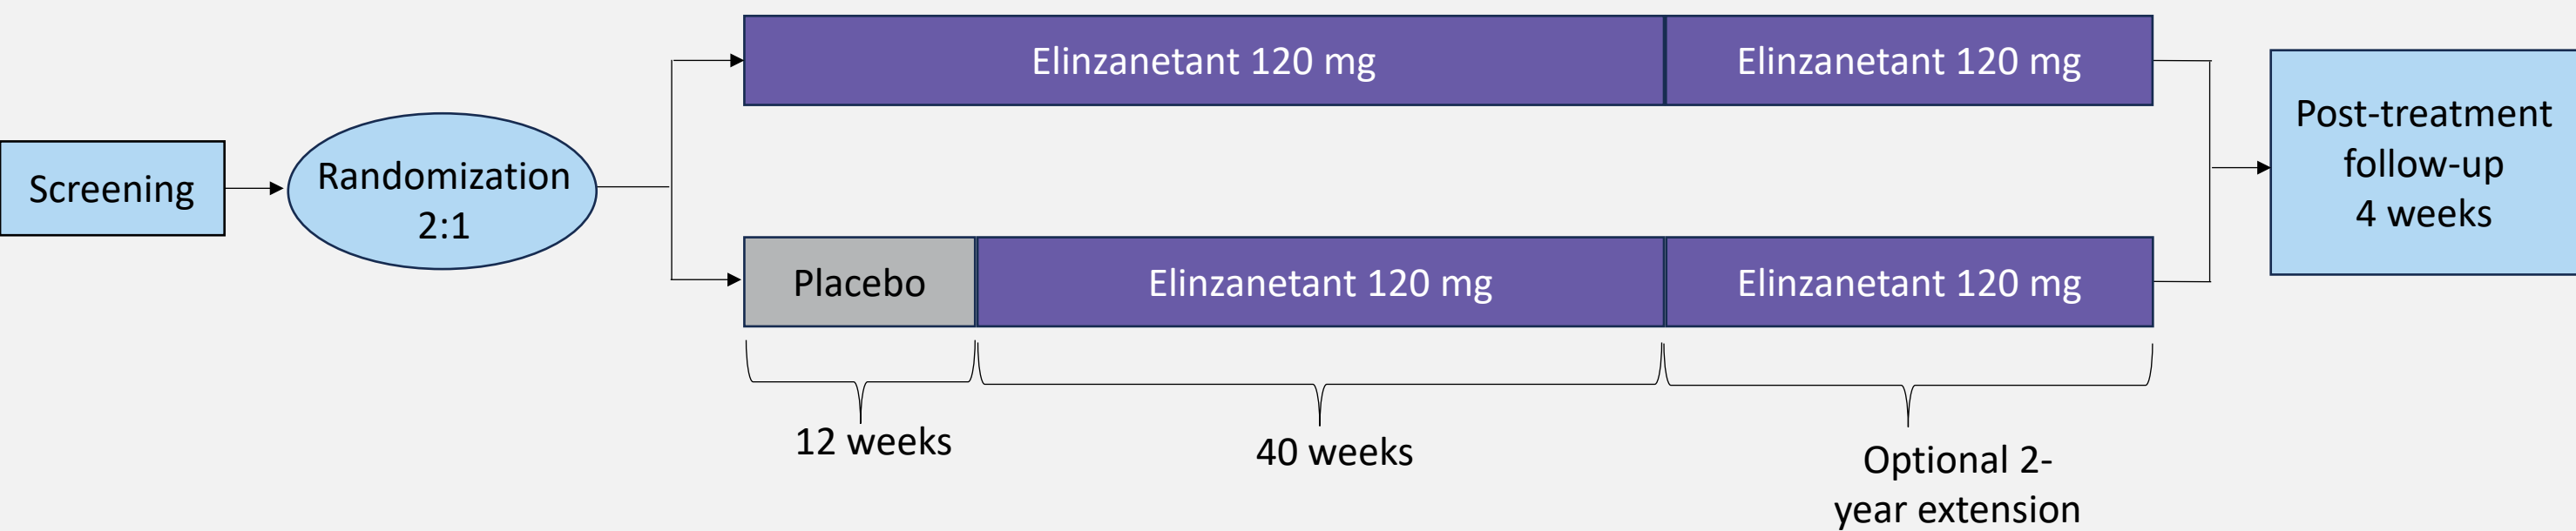 Screening
Randomization
2:1
Elinzanetant 120 mg
Elinzanetant 120 mg
Placebo
Elinzanetant 120 mg
Elinzanetant 120 mg
12 weeks
40 weeks
Optional 2-
year extension
Post-treatment
follow-up
4 weeks